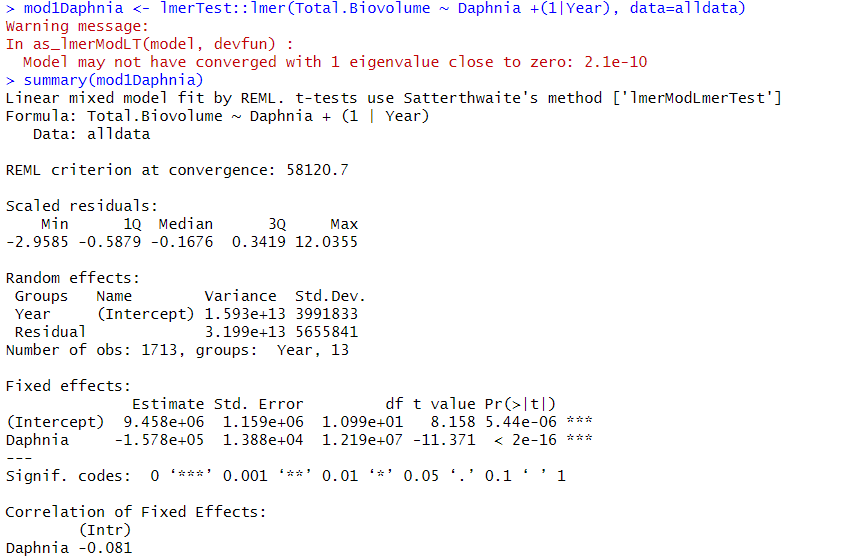 > mod1Daphnia <- lmerTest::lmer(Total.Biovolume ~ Daphnia +(1|Year), data=alldata)
Warning message:
In as_lmerModLT(model, devfun) :
  Model may not have converged with 1 eigenvalue close to zero: 2.1e-10
> summary(mod1Daphnia)
Linear mixed model fit by REML. t-tests use Satterthwaite's method ['lmerModLmerTest']
Formula: Total.Biovolume ~ Daphnia + (1 | Year)
   Data: alldata

REML criterion at convergence: 58120.7

Scaled residuals:
    Min      1Q  Median      3Q     Max
-2.9585 -0.5879 -0.1676  0.3419 12.0355

Random effects:
 Groups   Name        Variance  Std.Dev.
 Year     (Intercept) 1.593e+13 3991833
 Residual             3.199e+13 5655841
Number of obs: 1713, groups:  Year, 13

Fixed effects:
              Estimate Std. Error         df t value Pr(>|t|)
(Intercept)  9.458e+06  1.159e+06  1.099e+01   8.158 5.44e-06 ***
Daphnia     -1.578e+05  1.388e+04  1.219e+07 -11.371  < 2e-16 ***
---
Signif. codes:  0 ‘***’ 0.001 ‘**’ 0.01 ‘*’ 0.05 ‘.’ 0.1 ‘ ’ 1

Correlation of Fixed Effects:
        (Intr)
Daphnia -0.081